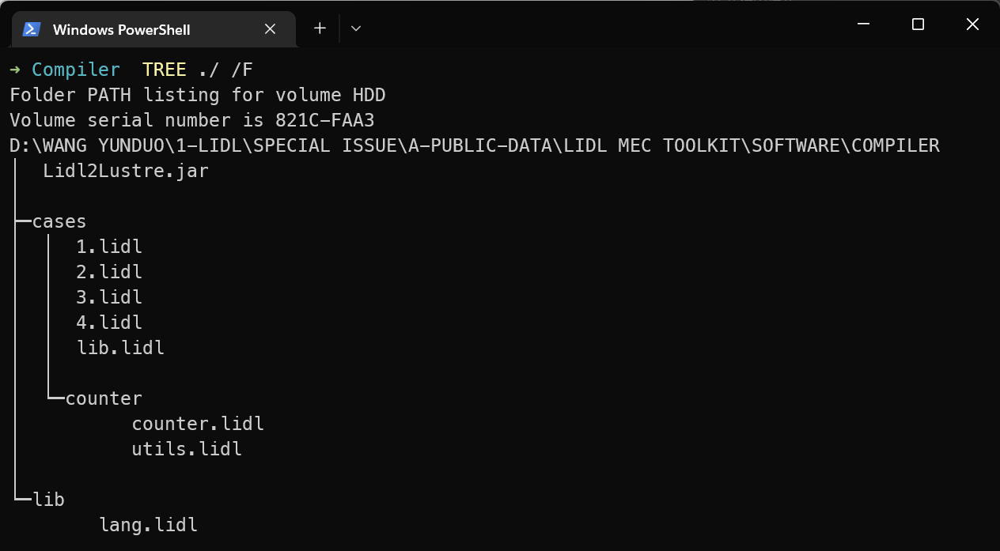 Windows PowerShell
➜ Compiler  TREE ./ /F
Folder PATH listing for volume HDD
Volume serial number is 821C-FAA3
D:\WANG YUNDUO\1-LIDL\SPECIAL ISSUE\A-PUBLIC-DATA\LIDL MEC TOOLKIT\SOFTWARE\COMPILER
│   Lidl2Lustre.jar
├─cases
│  │  1.lidl
│  │  2.lidl
│  │  3.lidl
│  │  4.lidl
│  │  lib.lidl
│  └─counter
│          counter.lidl
│          utils.lidl
└─lib
        lang.lidl